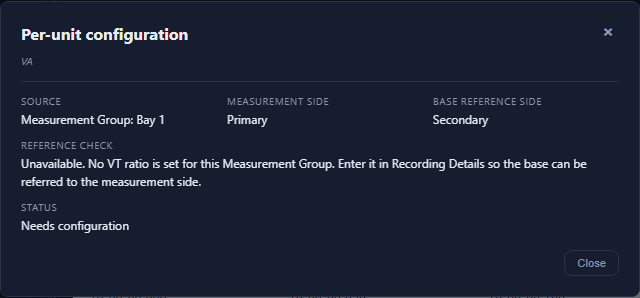 Per-unit configuration
×
VA
SOURCE
Measurement Group: Bay 1
MEASUREMENT SIDE
Primary
BASE REFERENCE SIDE
Secondary
REFERENCE CHECK
Unavailable. No VT ratio is set for this Measurement Group. Enter it in Recording Details so the base can be
referred to the measurement side.
STATUS
Needs configuration
Close